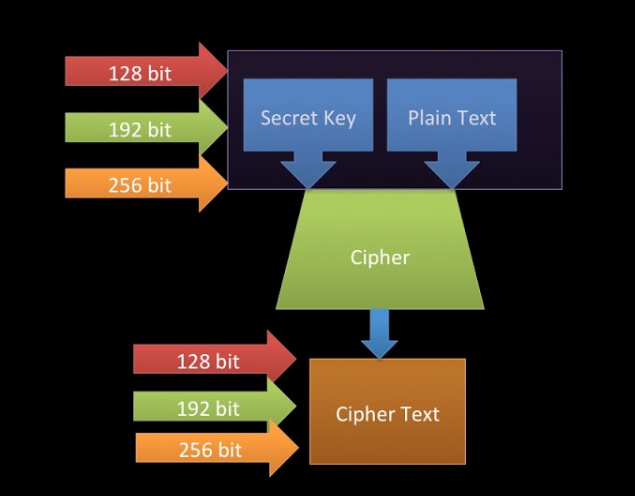 128 bit
192 bit
256 bit
Secret Key
Plain Text
Cipher
128 bit
192 bit
256 bit
Cipher Text